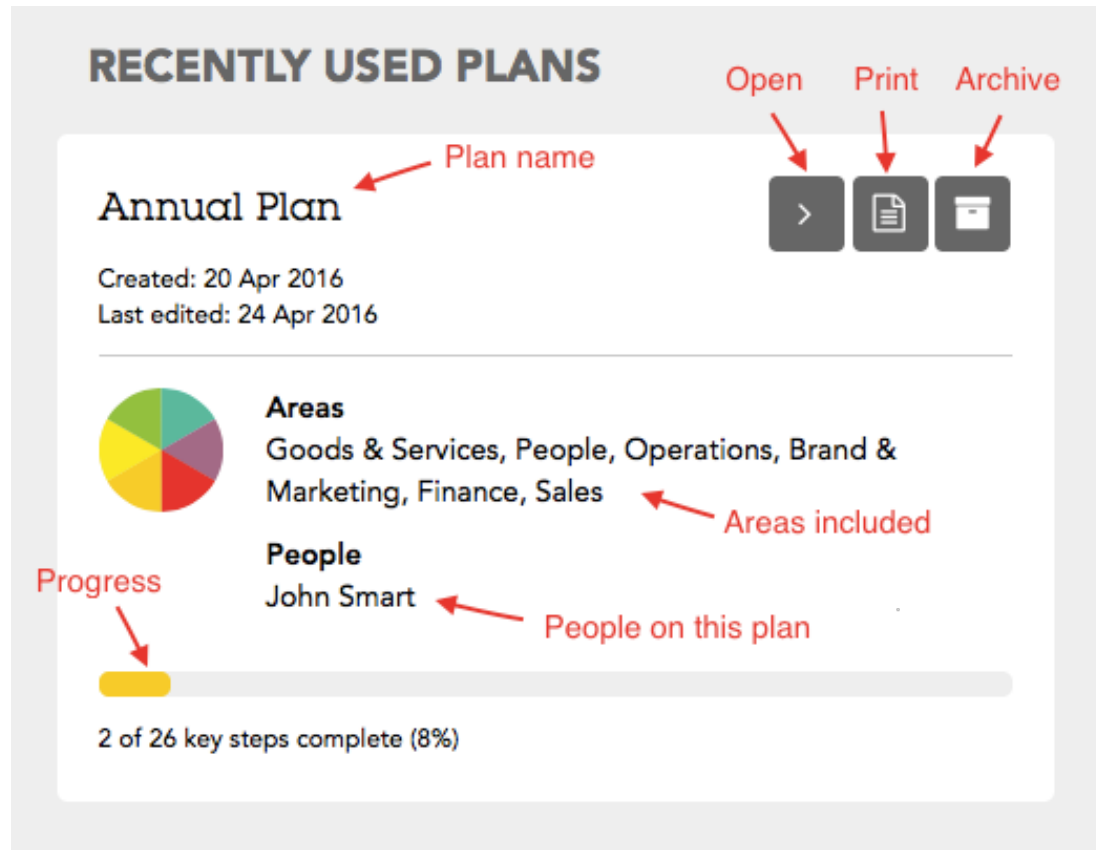 RECENTLY USED PLANS
Open Print Archive
Plan name
Annual Plan
Created: 20 Apr 2016
Last edited: 24 Apr 2016
Areas
Goods & Services, People, Operations, Brand &
Marketing, Finance, Sales
Areas included
People
John Smart
People on this plan
Progress
2 of 26 key steps complete (8%)